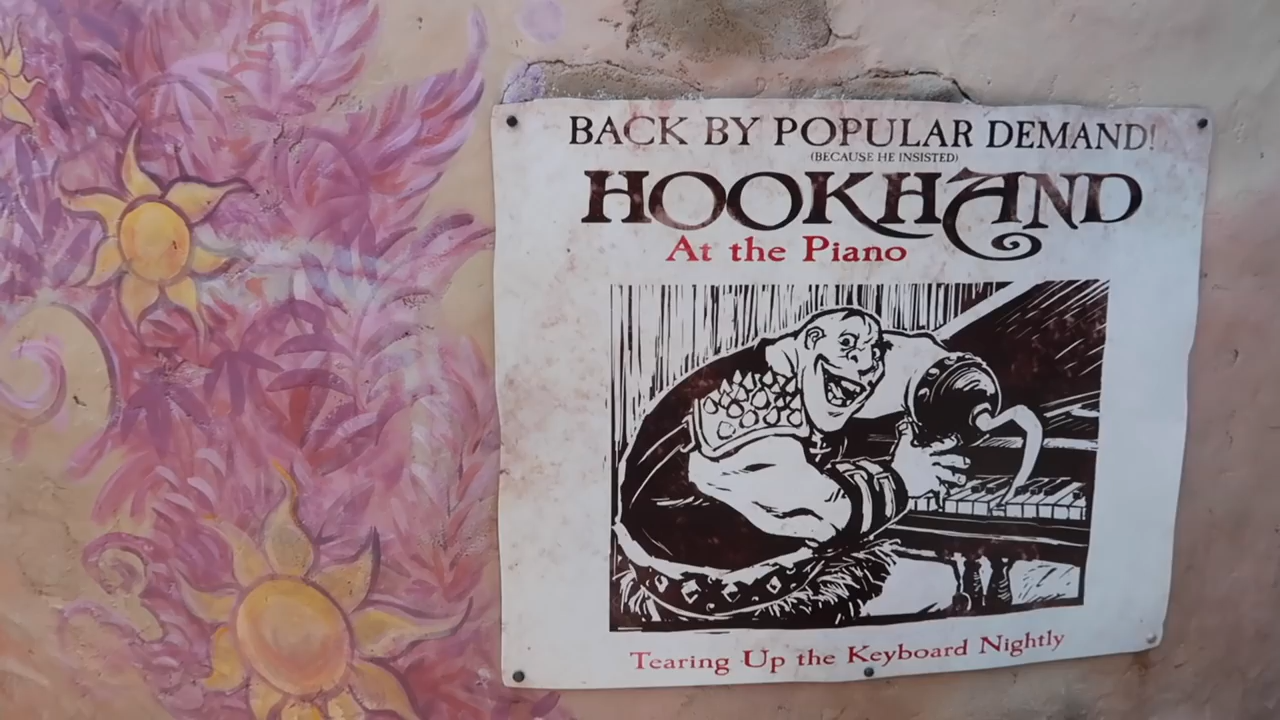 BACK BY POPULAR DEMAND!
(BECAUSE HE INSISTED)
HOOKHAND
At the Piano
Tearing Up the Keyboard Nightly